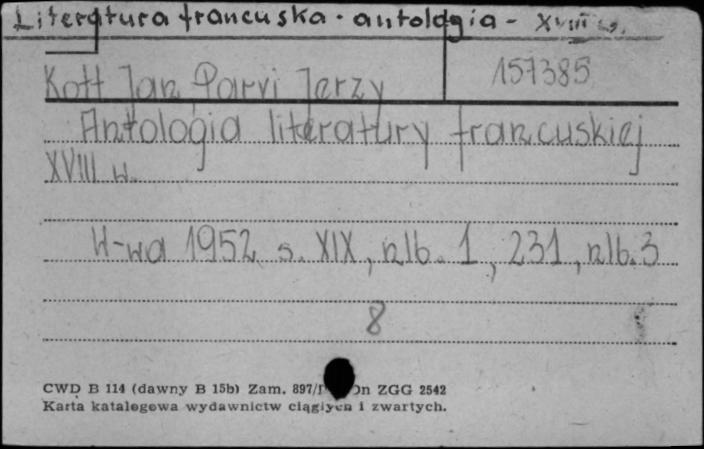 Literatura francuska - antologia - XVIII w.
157385
Kott Jan, Parvi Jerzy
Antologia literatury francuskiej
XVIII w.
W-wa 1952 s. XIX, nlb. 1, 231, nlb. 3
8
CWD B 114 (dawny B 15b) Zam. 897/ ZGG 2542
Karta katalogowa wydawnictw ciągłych i zwartych.